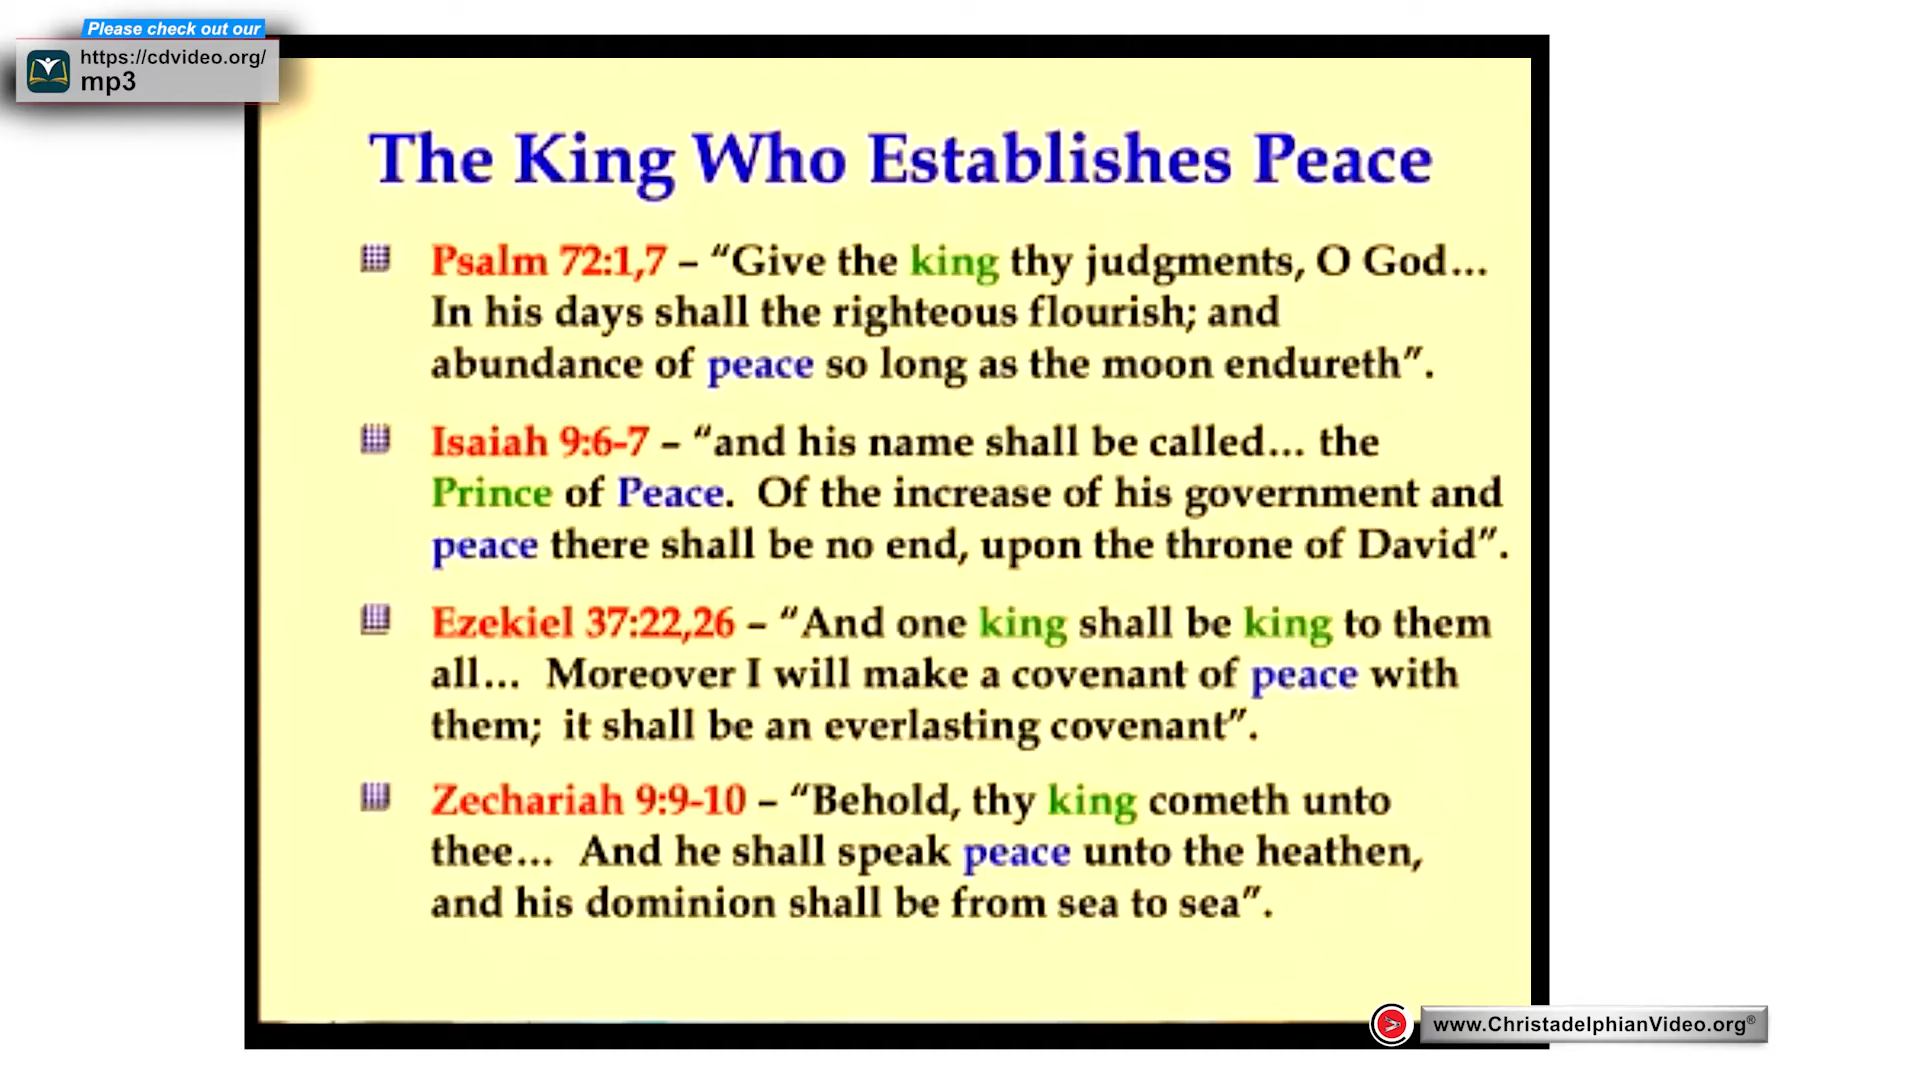 Please check out our
https://cdvideo.org/
mp3
The King Who Establishes Peace
Psalm 72:1,7 – “Give the king thy judgments, O God…
In his days shall the righteous flourish; and
abundance of peace so long as the moon endureth”.
Isaiah 9:6-7 – “and his name shall be called… the
Prince of Peace.  Of the increase of his government and
peace there shall be no end, upon the throne of David”.
Ezekiel 37:22,26 – “And one king shall be king to them
all…  Moreover I will make a covenant of peace with
them;  it shall be an everlasting covenant”.
Zechariah 9:9-10 – “Behold, thy king cometh unto
thee…  And he shall speak peace unto the heathen,
and his dominion shall be from sea to sea”.
www.ChristadelphianVideo.org®